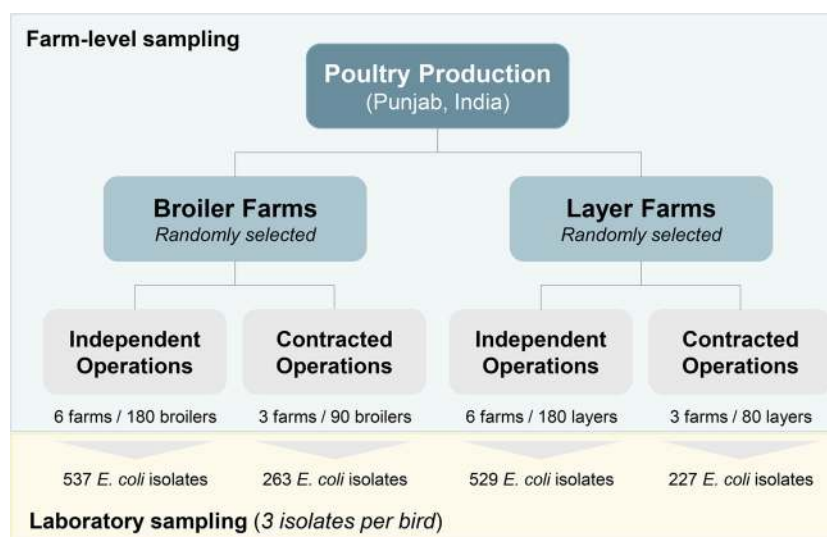 Farm-level sampling
Poultry Production
(Punjab, India)
Broiler Farms
Randomly selected
Layer Farms
Randomly selected
Independent
Operations
Contracted
Operations
Independent
Operations
Contracted
Operations
6 farms / 180 broilers
3 farms / 90 broilers
6 farms / 180 layers
3 farms / 80 layers
537 E. coli isolates
263 E. coli isolates
529 E. coli isolates
227 E. coli isolates
Laboratory sampling (3 isolates per bird)